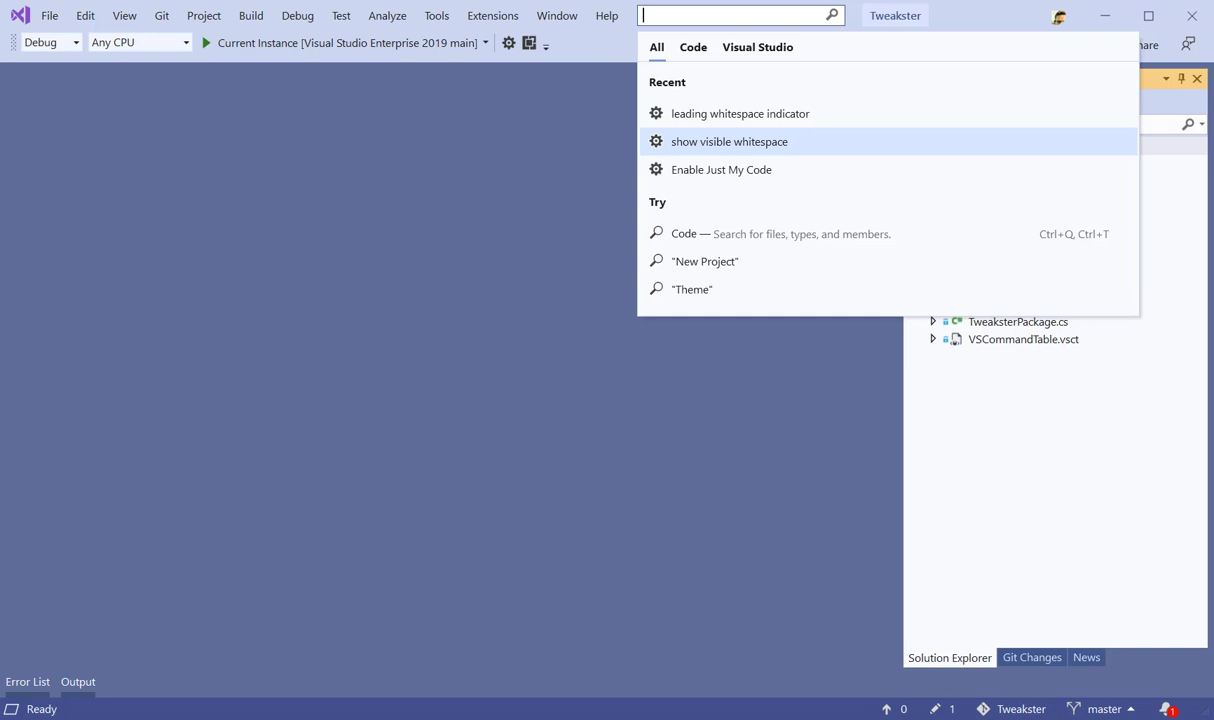 File Edit View Git Project Build Debug Test Analyze Tools Extensions Window Help Tweakster
Debug Any CPU Current Instance [Visual Studio Enterprise 2019 main] hare
All Code Visual Studio
Recent
leading whitespace indicator
show visible whitespace
Enable Just My Code
Try
Code — Search for files, types, and members. Ctrl+Q, Ctrl+T
"New Project"
"Theme"
TweaksterPackage.cs
VSCommandTable.vsct
Solution Explorer Git Changes News
Error List Output
Ready 0 1 Tweakster master 1